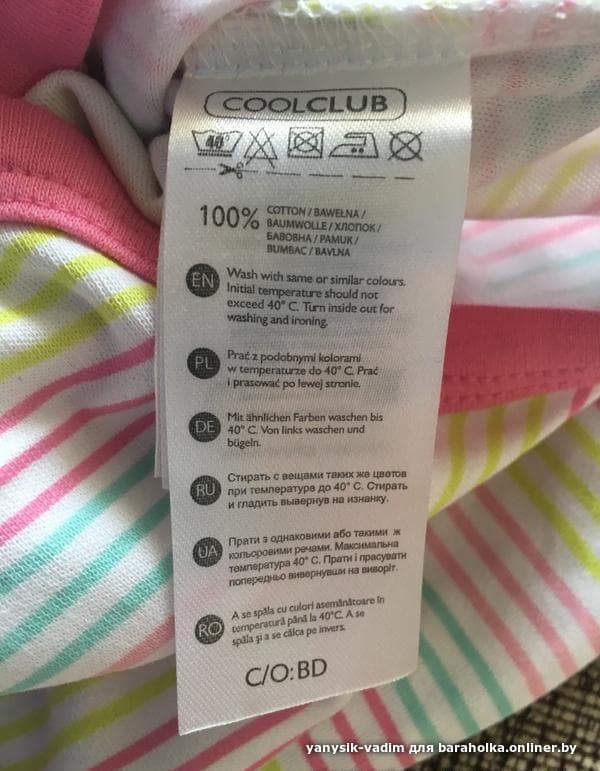 COOLCLUB
40°
100% COTTON / BAWEŁNA /
BAUMWOLLE / ХЛОПОК /
БАВОВНА / PAMUK /
BUMBAC / BAVLNA
EN Wash with same or similar colours.
Initial temperature should not
exceed 40° C. Turn inside out for
washing and ironing.
PL Prać z podobnymi kolorami
w temperaturze do 40° C. Prać
i prasować po lewej stronie.
DE Mit ähnlichen Farben waschen bis
40° C. Von links waschen und
bügeln.
RU Стирать с вещами таких же цветов
при температуре до 40° C. Стирать
и гладить вывернув на изнанку.
UA Прати з однаковими або такими ж
кольоровими речами. Максимальна
температура 40° C. Прати і прасувати
попередньо вивернувши на виворіт.
RO A se spăla cu culori asemănătoare în
temperatură până la 40°C. A se
spăla și a se călca pe invers.
C/O: BD
yanysik-vadim для baraholka.onliner.by